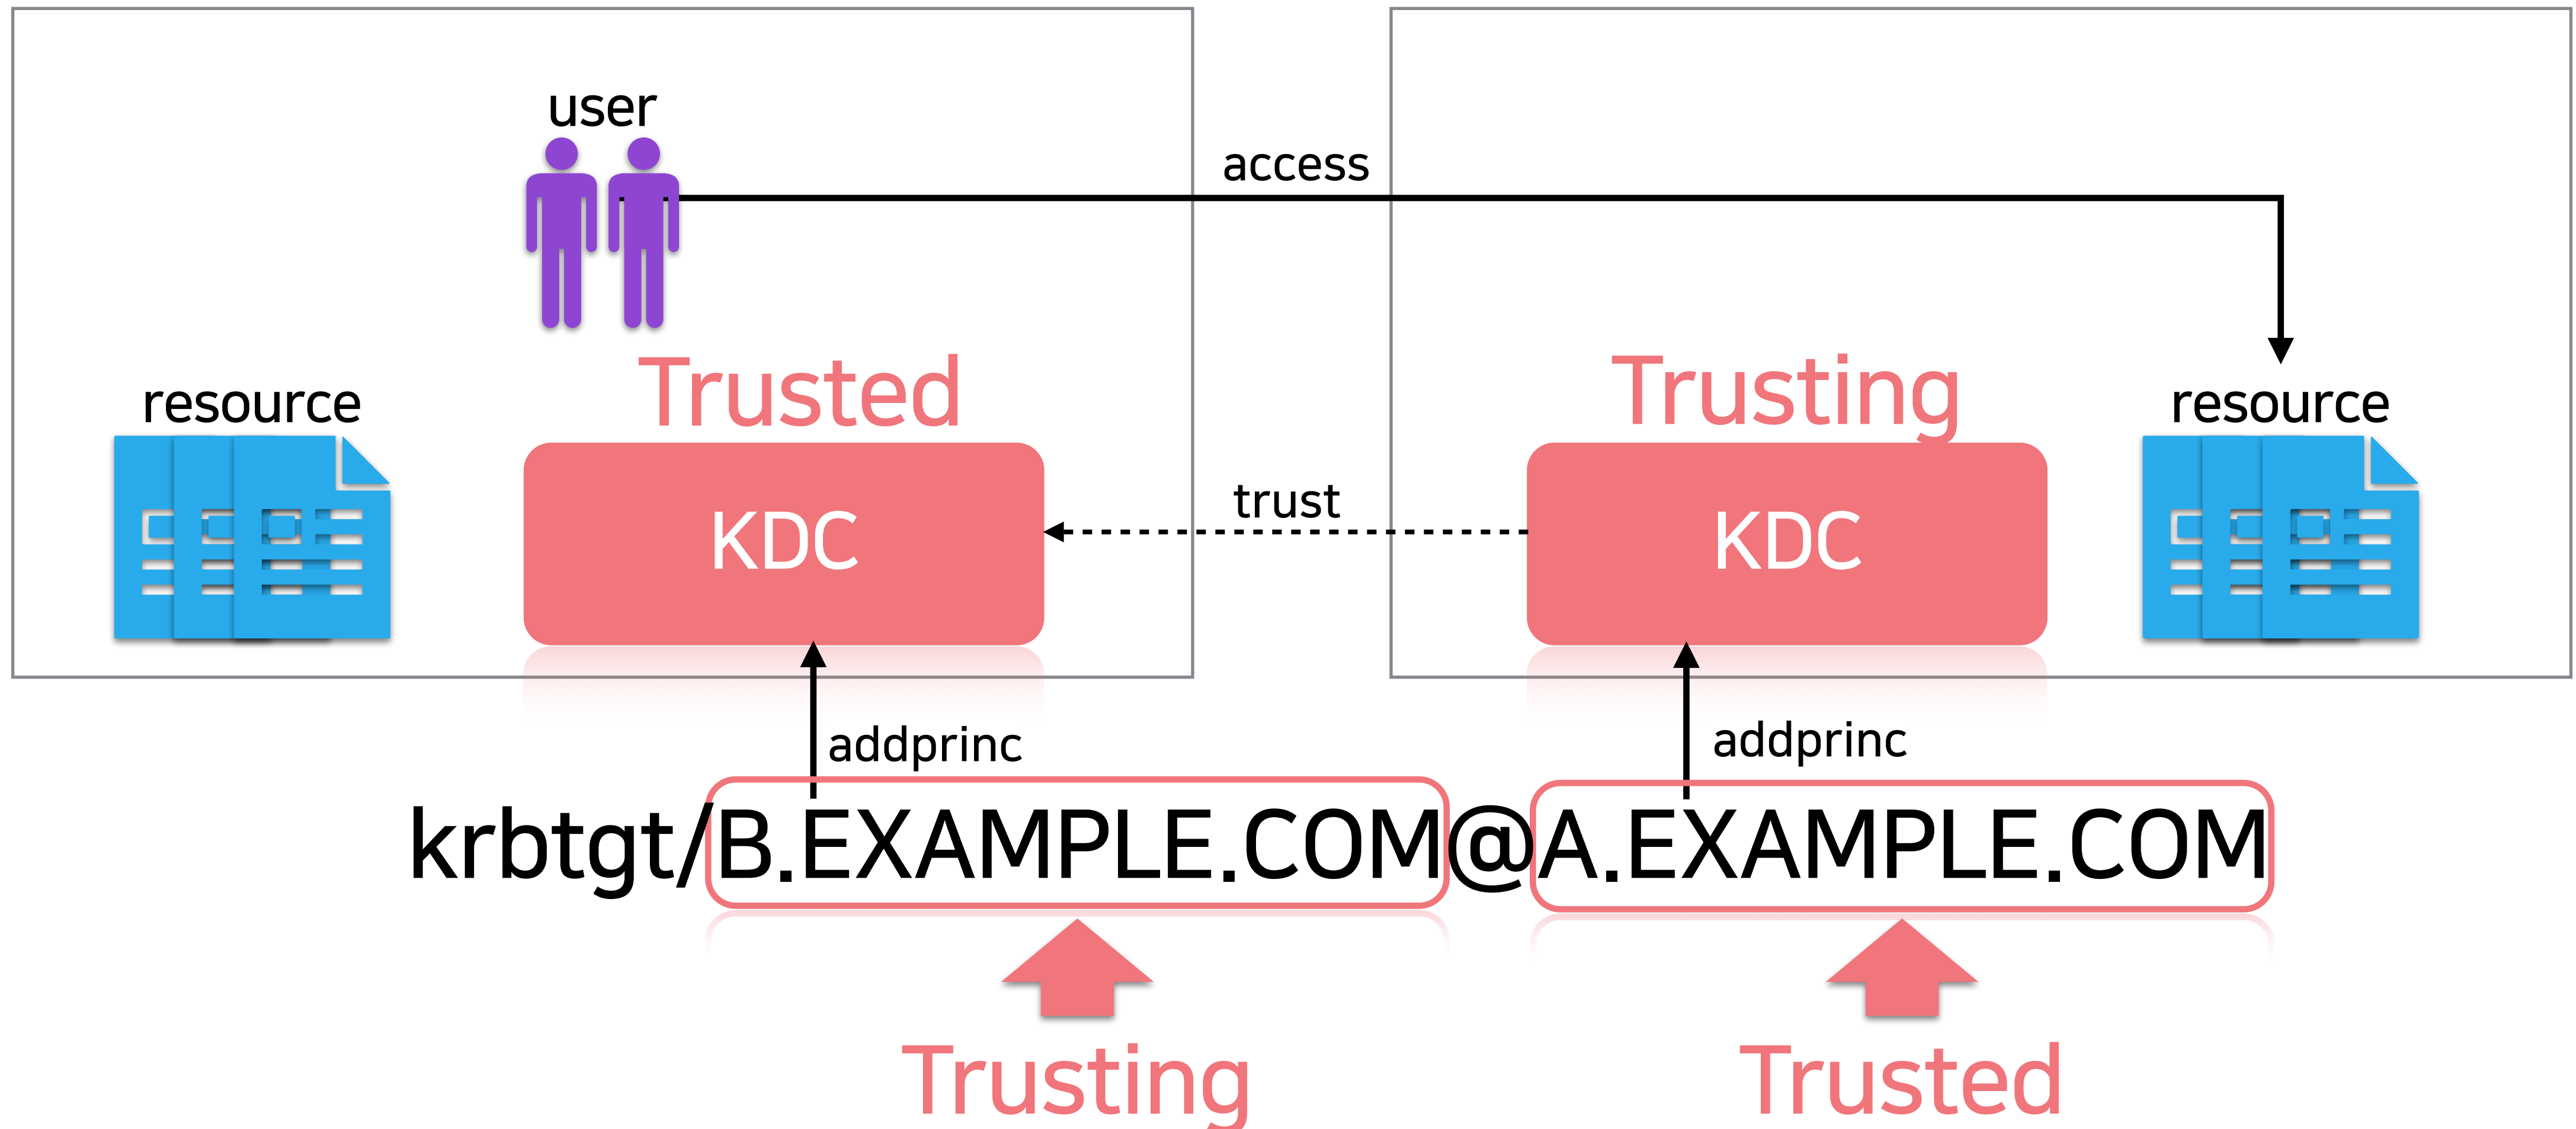 user
access
Trusted
Trusting
resource
resource
trust
KDC
KDC
addprinc
addprinc
krbtgt/B.EXAMPLE.COM@A.EXAMPLE.COM
Trusting
Trusted